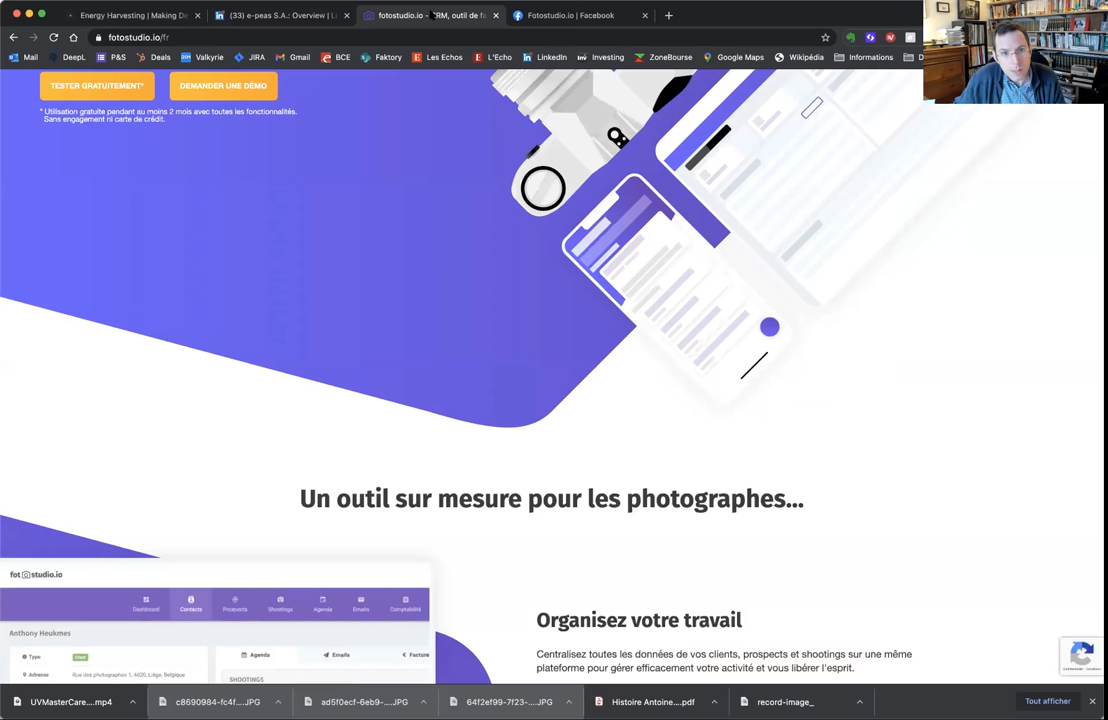 Energy Harvesting | Making De
(33) e-peas S.A.: Overview | L
fotostudio.io - CRM, outil de fa
Fotostudio.io | Facebook
fotostudio.io/fr
Mail
DeepL
P&S
Deals
Valkyrie
JIRA
Gmail
BCE
Faktory
Les Echos
L'Echo
LinkedIn
Investing
ZoneBourse
Google Maps
Wikipédia
Informations
TESTER GRATUITEMENT*
DEMANDER UNE DÉMO
* Utilisation gratuite pendant au moins 2 mois avec toutes les fonctionnalités.
Sans engagement ni carte de crédit.
Un outil sur mesure pour les photographes...
fotostudio.io
Dashboard
Contacts
Prospects
Shootings
Agenda
Emails
Comptabilité
Anthony Heukmes
Type
Client
Adresse
Rue des photographes 1, 4020, Liège, Belgique
Agenda
Emails
Facture
SHOOTINGS
Organisez votre travail
Centralisez toutes les données de vos clients, prospects et shootings sur une même
plateforme pour gérer efficacement votre activité et vous libérer l'esprit.
UVMasterCare....mp4
c8690984-fc4f....JPG
ad5f0ecf-6eb9-....JPG
64f2ef99-7f23-....JPG
Histoire Antoine....pdf
record-image_
Tout afficher